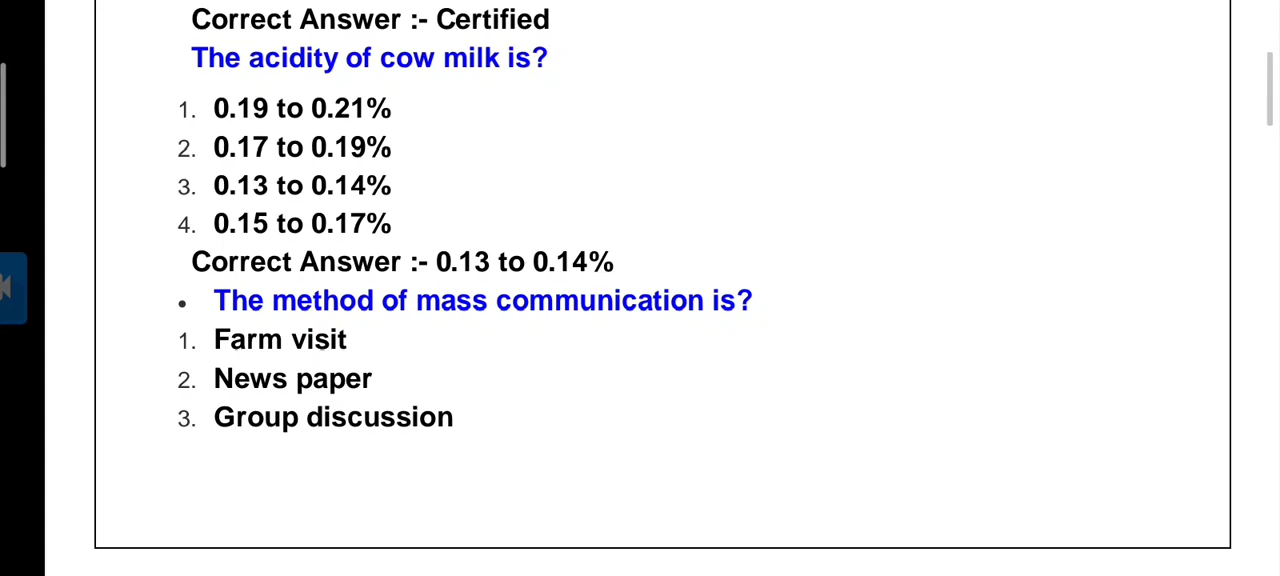 Correct Answer :- Certified
The acidity of cow milk is?
1. 0.19 to 0.21%
2. 0.17 to 0.19%
3. 0.13 to 0.14%
4. 0.15 to 0.17%
Correct Answer :- 0.13 to 0.14%
• The method of mass communication is?
1. Farm visit
2. News paper
3. Group discussion